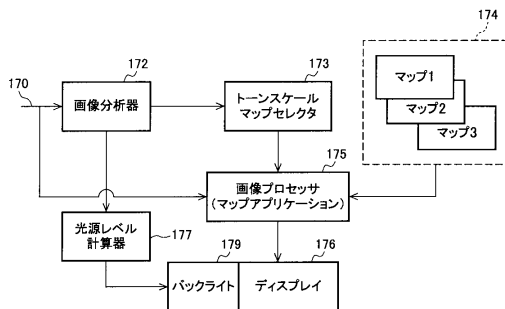 174
172
173
170
画像分析器
トーンスケール
マップセレクタ
マップ1
マップ2
マップ3
175
画像プロセッサ
(マップアプリケーション)
光源レベル
計算器
177
179
176
バックライト
ディスプレイ